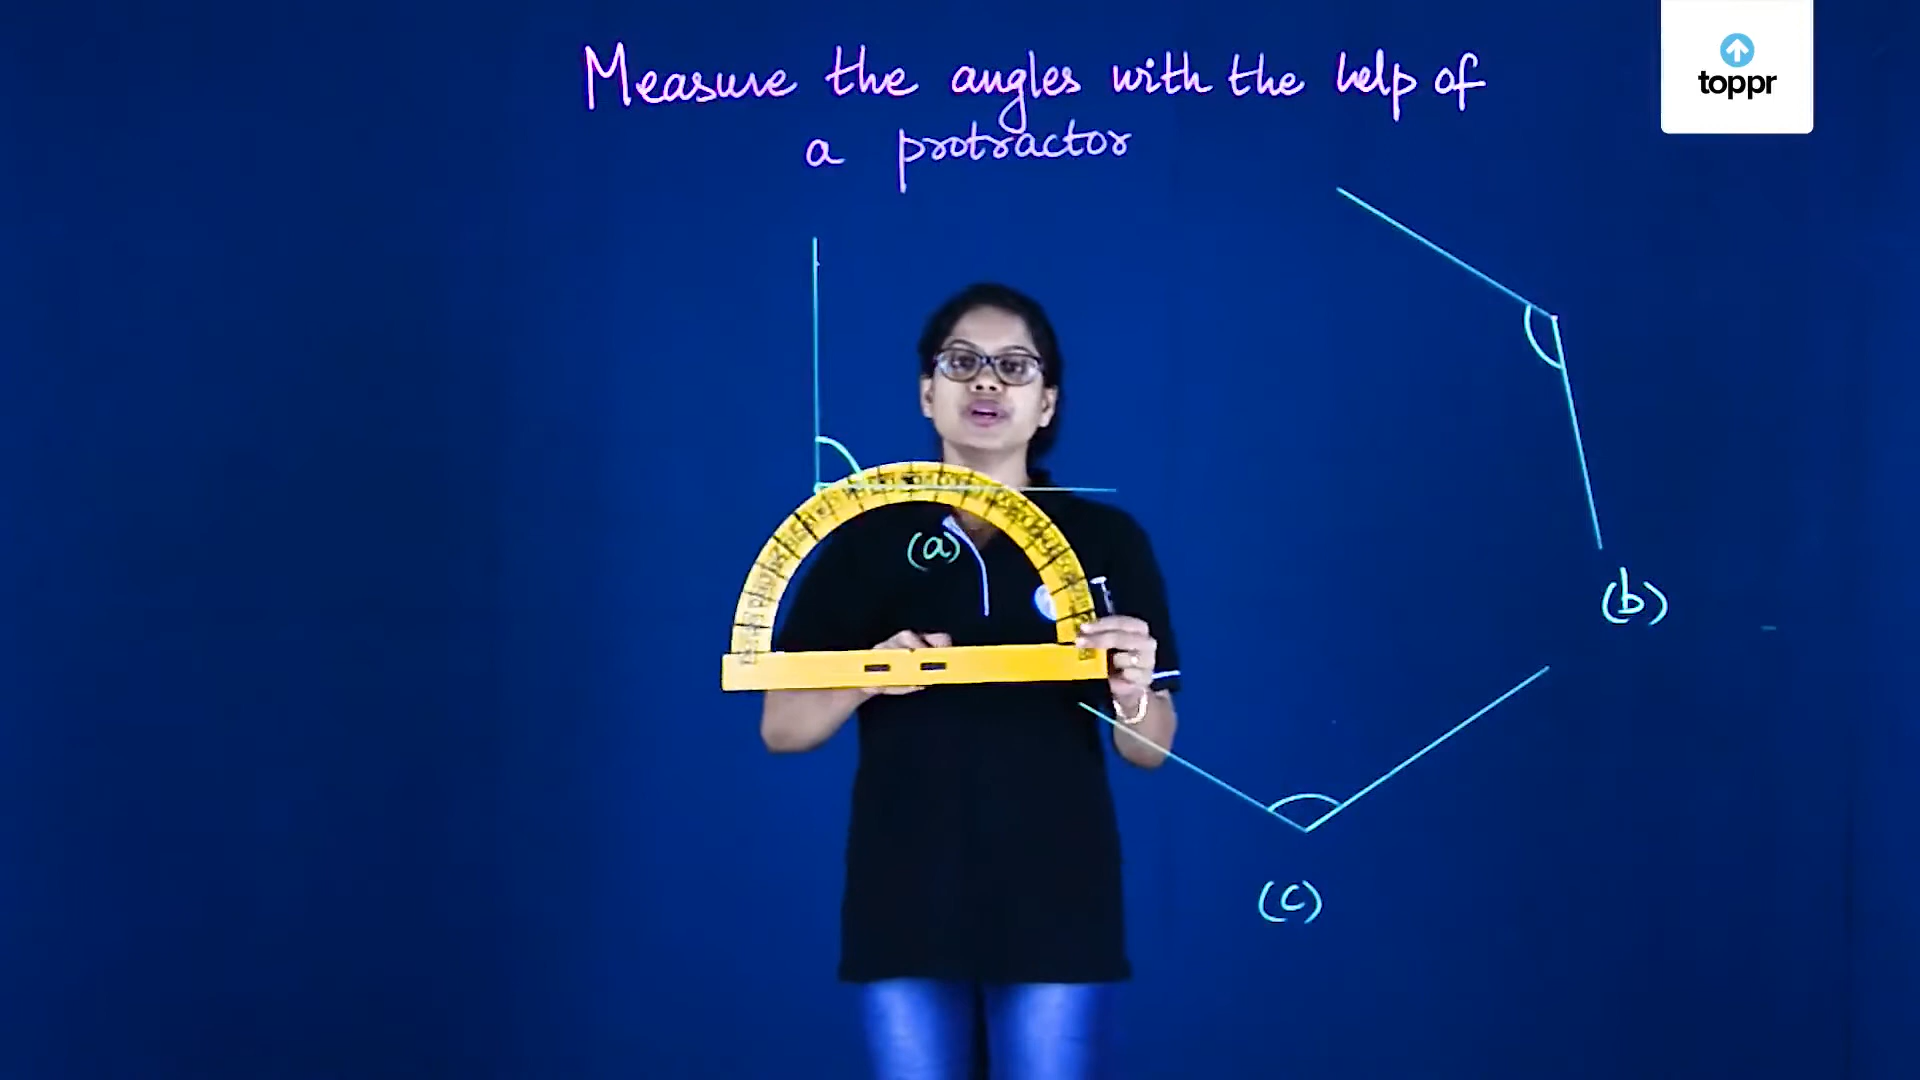 Measure the angles with the help of
a protractor
toppr
(a)
(b)
(c)